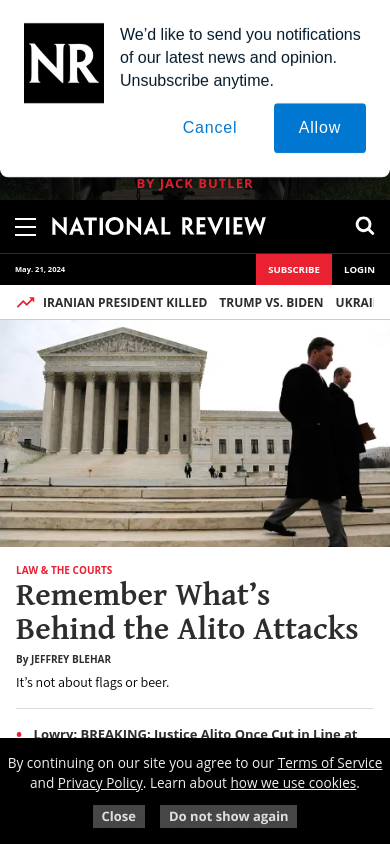 NR
We’d like to send you notifications
of our latest news and opinion.
Unsubscribe anytime.
Cancel
Allow
BY JACK BUTLER
NATIONAL REVIEW
May. 21, 2024
SUBSCRIBE
LOGIN
IRANIAN PRESIDENT KILLED TRUMP VS. BIDEN
LAW & THE COURTS
Remember What’s
Behind the Alito Attacks
By JEFFREY BLEHAR
It’s not about flags or beer.
Lowry: BREAKING: Justice Alito Once Cut in Line at
By continuing on our site you agree to our Terms of Service
and Privacy Policy. Learn about how we use cookies.
Close
Do not show again